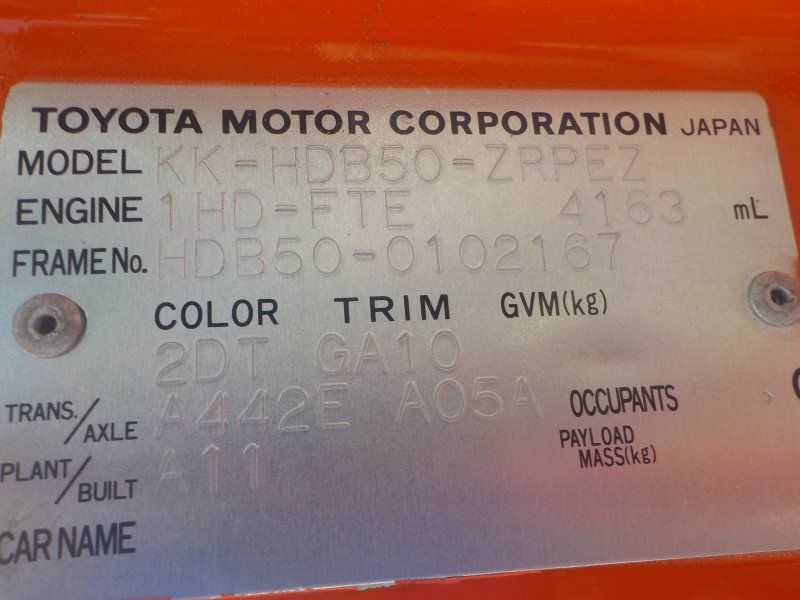 TOYOTA MOTOR CORPORATION JAPAN
MODEL KK-HDB50-ZRPEZ
ENGINE 1HD-FTE 4163 mL
FRAME No. HDB50-0102167
COLOR TRIM GVM(kg)
2DT GA10
TRANS./AXLE A442E A05A OCCUPANTS
PAYLOAD MASS(kg)
PLANT/BUILT A11
CAR NAME